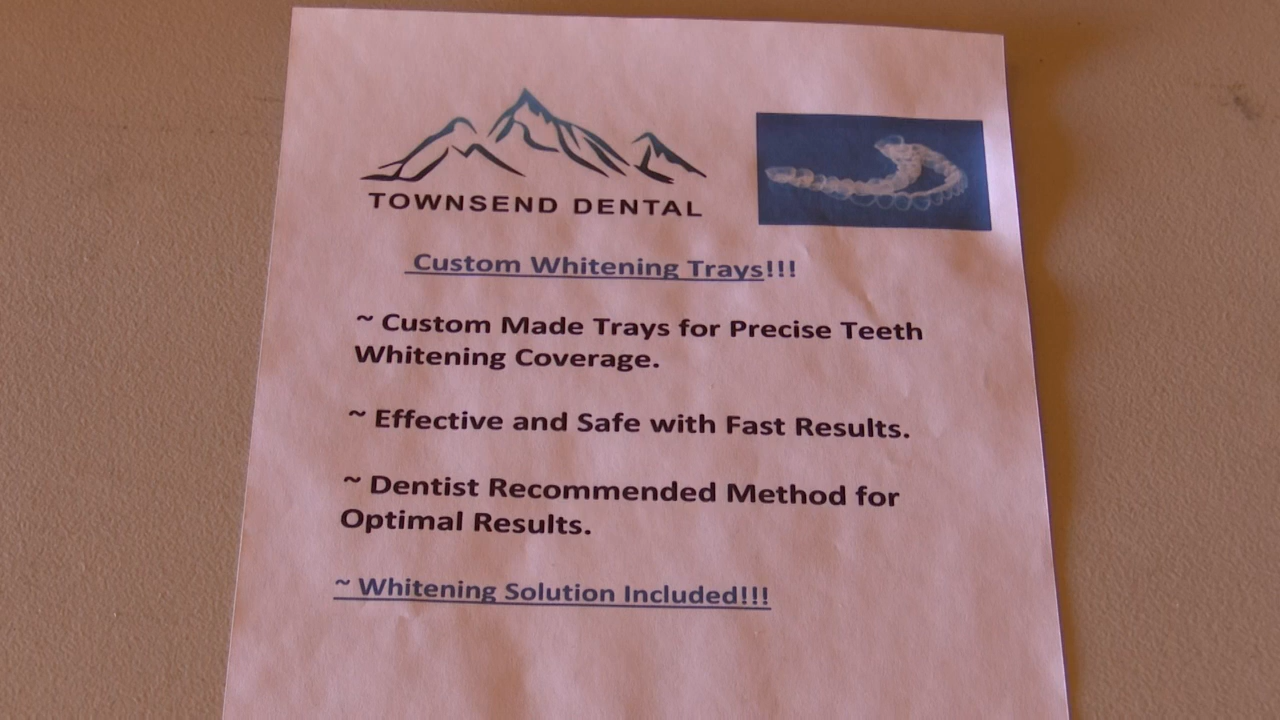 TOWNSEND DENTAL
Custom Whitening Trays!!!
~ Custom Made Trays for Precise Teeth
Whitening Coverage.
~ Effective and Safe with Fast Results.
~ Dentist Recommended Method for
Optimal Results.
~ Whitening Solution Included!!!